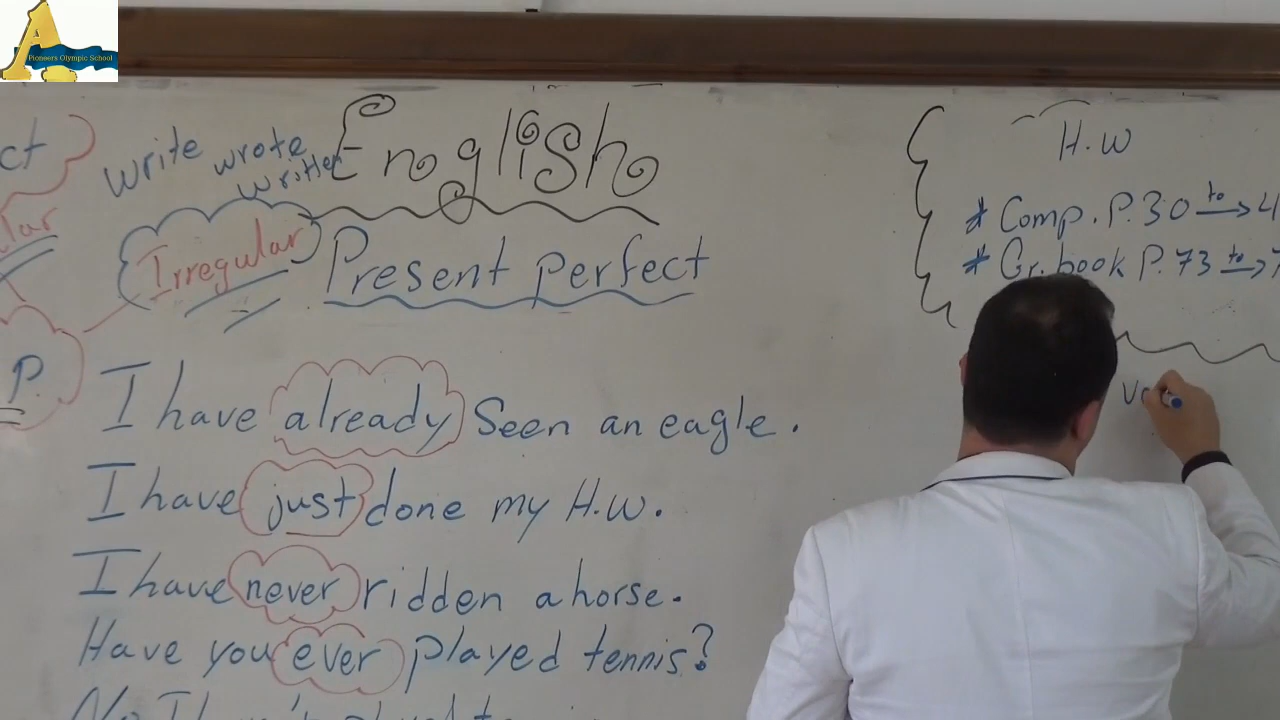 Pioneers Olympic School
English
write wrote
written
Irregular
Present perfect
P.
I have already seen an eagle.
I have just done my H.W.
I have never ridden a horse.
Have you ever played tennis?
H.W
* Comp. P.30 to → 4
* Gr. book P.73 to → 7